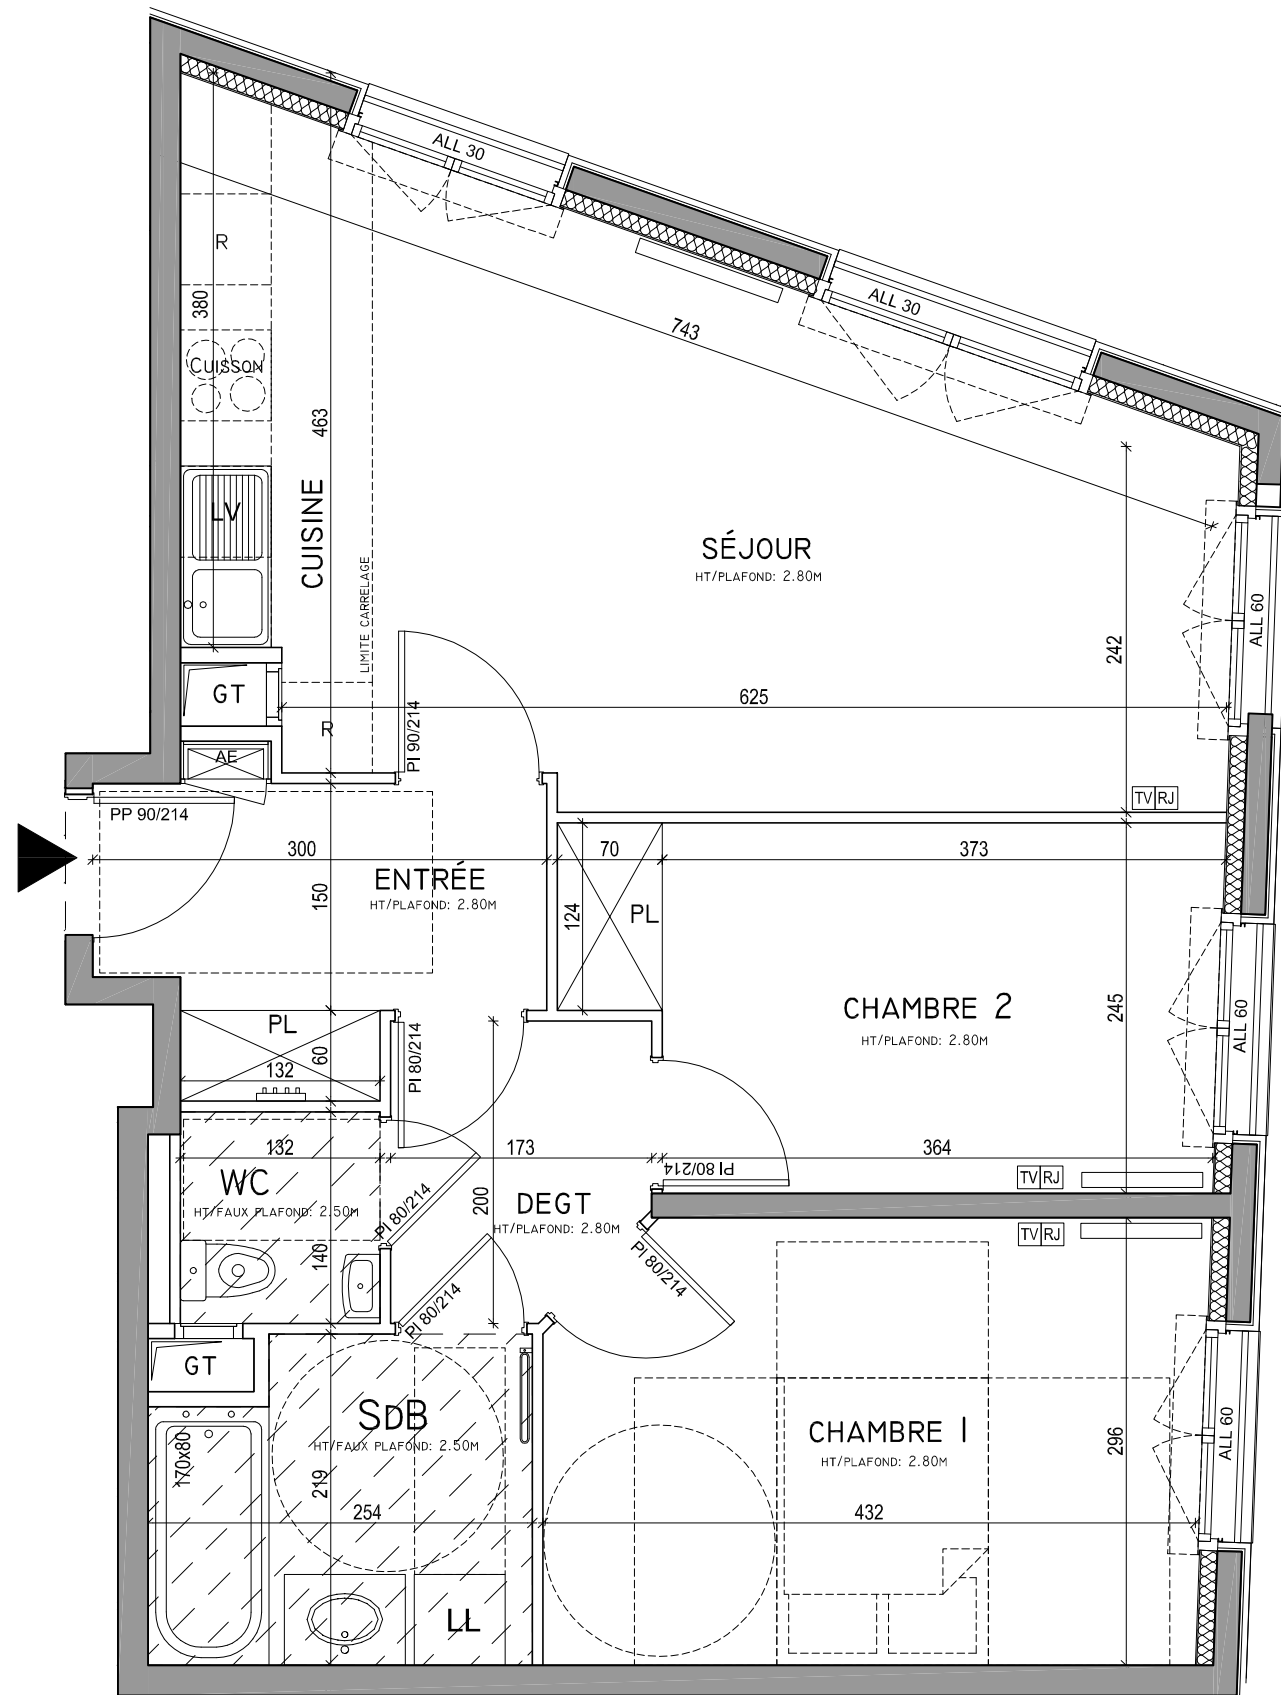 ALL 30
R
380
ALL 30
743
CUISSON
463
LV
CUISINE
SÉJOUR
HT/PLAFOND: 2.80M
LIMITE CARRELAGE
ALL 60
242
GT
625
R
PI 90/214
AE
TV RJ
PP 90/214
300
70
373
ENTRÉE
HT/PLAFOND: 2.80M
150
124
PL
CHAMBRE 2
HT/PLAFOND: 2.80M
245
ALL 60
PL
60
132
PI 80/214
132
173
364
PI 80/214
TV RJ
WC
HT/FAUX PLAFOND: 2.50M
PI 80/214
200
DEGT
HT/PLAFOND: 2.80M
TV RJ
140
PI 80/214
PI 80/214
GT
SDB
HT/FAUX PLAFOND: 2.50M
170x80
219
CHAMBRE 1
HT/PLAFOND: 2.80M
296
ALL 60
254
432
LL